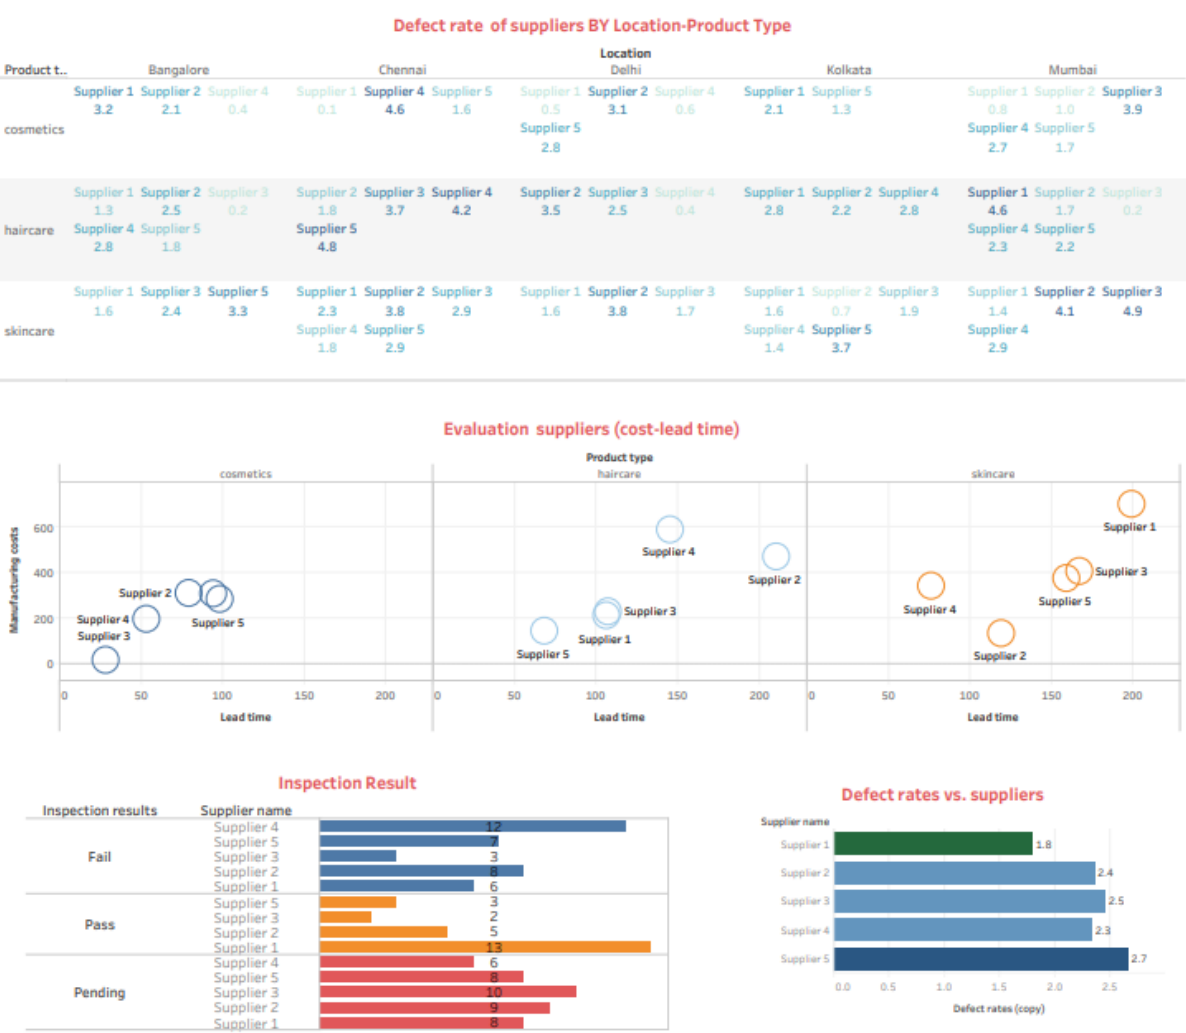 Defect rate of suppliers BY Location-Product Type
Location
Product t.. Bangalore Chennai Delhi Kolkata Mumbai
Supplier 1 Supplier 2 Supplier 4 Supplier 1 Supplier 4 Supplier 5 Supplier 1 Supplier 2 Supplier 4 Supplier 1 Supplier 5 Supplier 1 Supplier 2 Supplier 3
3.2 2.1 0.4 0.1 4.6 1.6 0.5 3.1 0.6 2.1 1.3 0.8 1.0 3.9
cosmetics Supplier 5 Supplier 4 Supplier 5
2.8 2.7 1.7
Supplier 1 Supplier 2 Supplier 3 Supplier 2 Supplier 3 Supplier 4 Supplier 2 Supplier 3 Supplier 4 Supplier 1 Supplier 2 Supplier 4 Supplier 1 Supplier 2 Supplier 3
1.3 2.5 0.2 1.8 3.7 4.2 3.5 2.5 0.4 2.8 2.2 2.8 4.6 1.7 0.2
haircare Supplier 4 Supplier 5 Supplier 5 Supplier 4 Supplier 5
2.8 1.8 4.8 2.3 2.2
Supplier 1 Supplier 3 Supplier 5 Supplier 1 Supplier 2 Supplier 3 Supplier 1 Supplier 2 Supplier 3 Supplier 1 Supplier 2 Supplier 3 Supplier 1 Supplier 2 Supplier 3
1.6 2.4 3.3 2.3 3.8 2.9 1.6 3.8 1.7 1.6 0.7 1.9 1.4 4.1 4.9
skincare Supplier 4 Supplier 5 Supplier 4 Supplier 5 Supplier 4
1.8 2.9 1.4 3.7 2.9
Evaluation suppliers (cost-lead time)
Product type
cosmetics haircare skincare
Manufacturing costs
600
400
200
0
Supplier 2
Supplier 4
Supplier 5
Supplier 3
Supplier 4
Supplier 2
Supplier 3
Supplier 1
Supplier 5
Supplier 1
Supplier 3
Supplier 5
Supplier 4
Supplier 2
0 50 100 150 200 0 50 100 150 200 0 50 100 150 200
Lead time Lead time Lead time
Inspection Result
Inspection results Supplier name
Supplier 4 12
Supplier 5 7
Fail Supplier 3 3
Supplier 2 8
Supplier 1 6
Supplier 5 3
Supplier 3 2
Pass Supplier 2 5
Supplier 1 13
Supplier 4 6
Supplier 5 8
Pending Supplier 3 10
Supplier 2 9
Supplier 1 8
Defect rates vs. suppliers
Supplier name
Supplier 1 1.8
Supplier 2 2.4
Supplier 3 2.5
Supplier 4 2.3
Supplier 5 2.7
0.0 0.5 1.0 1.5 2.0 2.5
Defect rates (copy)